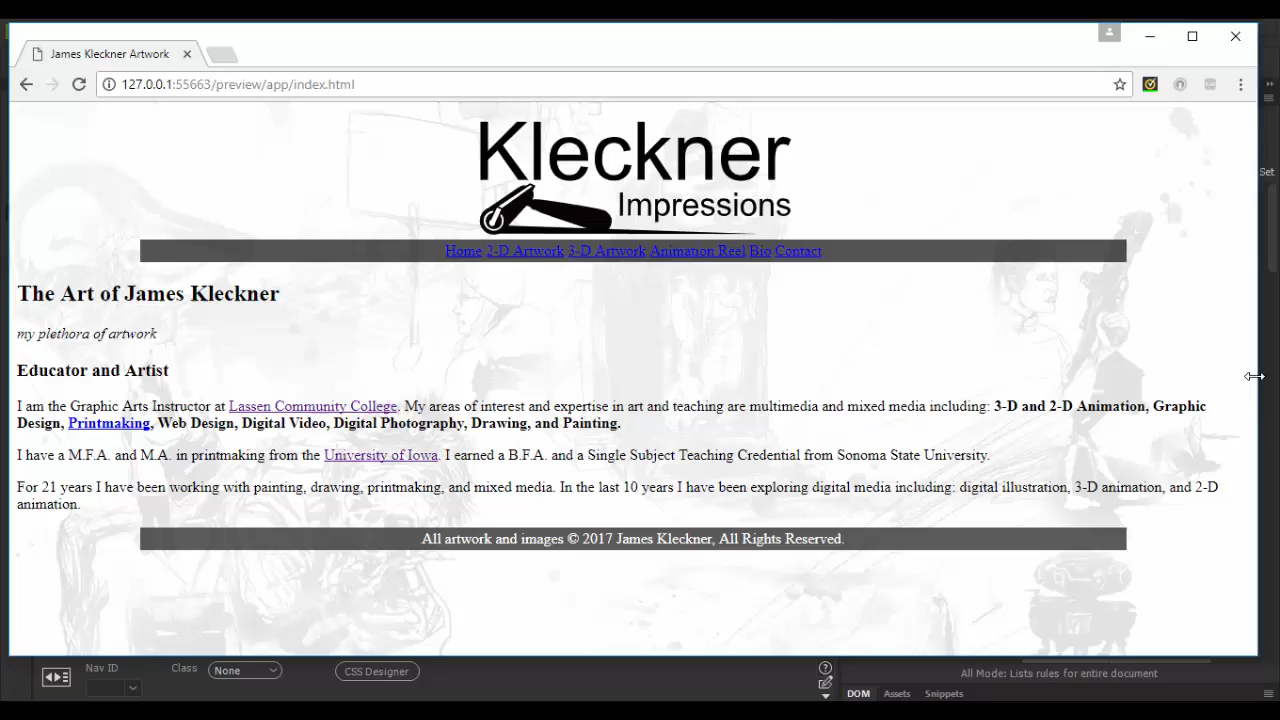 James Kleckner Artwork
127.0.0.1:55663/preview/app/index.html
Kleckner
Impressions
Set
Home 2-D Artwork 3-D Artwork Animation Reel Bio Contact
The Art of James Kleckner
my plethora of artwork
Educator and Artist
I am the Graphic Arts Instructor at Lassen Community College. My areas of interest and expertise in art and teaching are multimedia and mixed media including: 3-D and 2-D Animation, Graphic
Design, Printmaking, Web Design, Digital Video, Digital Photography, Drawing, and Painting.
I have a M.F.A. and M.A. in printmaking from the University of Iowa. I earned a B.F.A. and a Single Subject Teaching Credential from Sonoma State University.
For 21 years I have been working with painting, drawing, printmaking, and mixed media. In the last 10 years I have been exploring digital media including: digital illustration, 3-D animation, and 2-D
animation.
All artwork and images © 2017 James Kleckner, All Rights Reserved.
Nav ID
Class None
CSS Designer
All Mode: Lists rules for entire document
DOM Assets Snippets